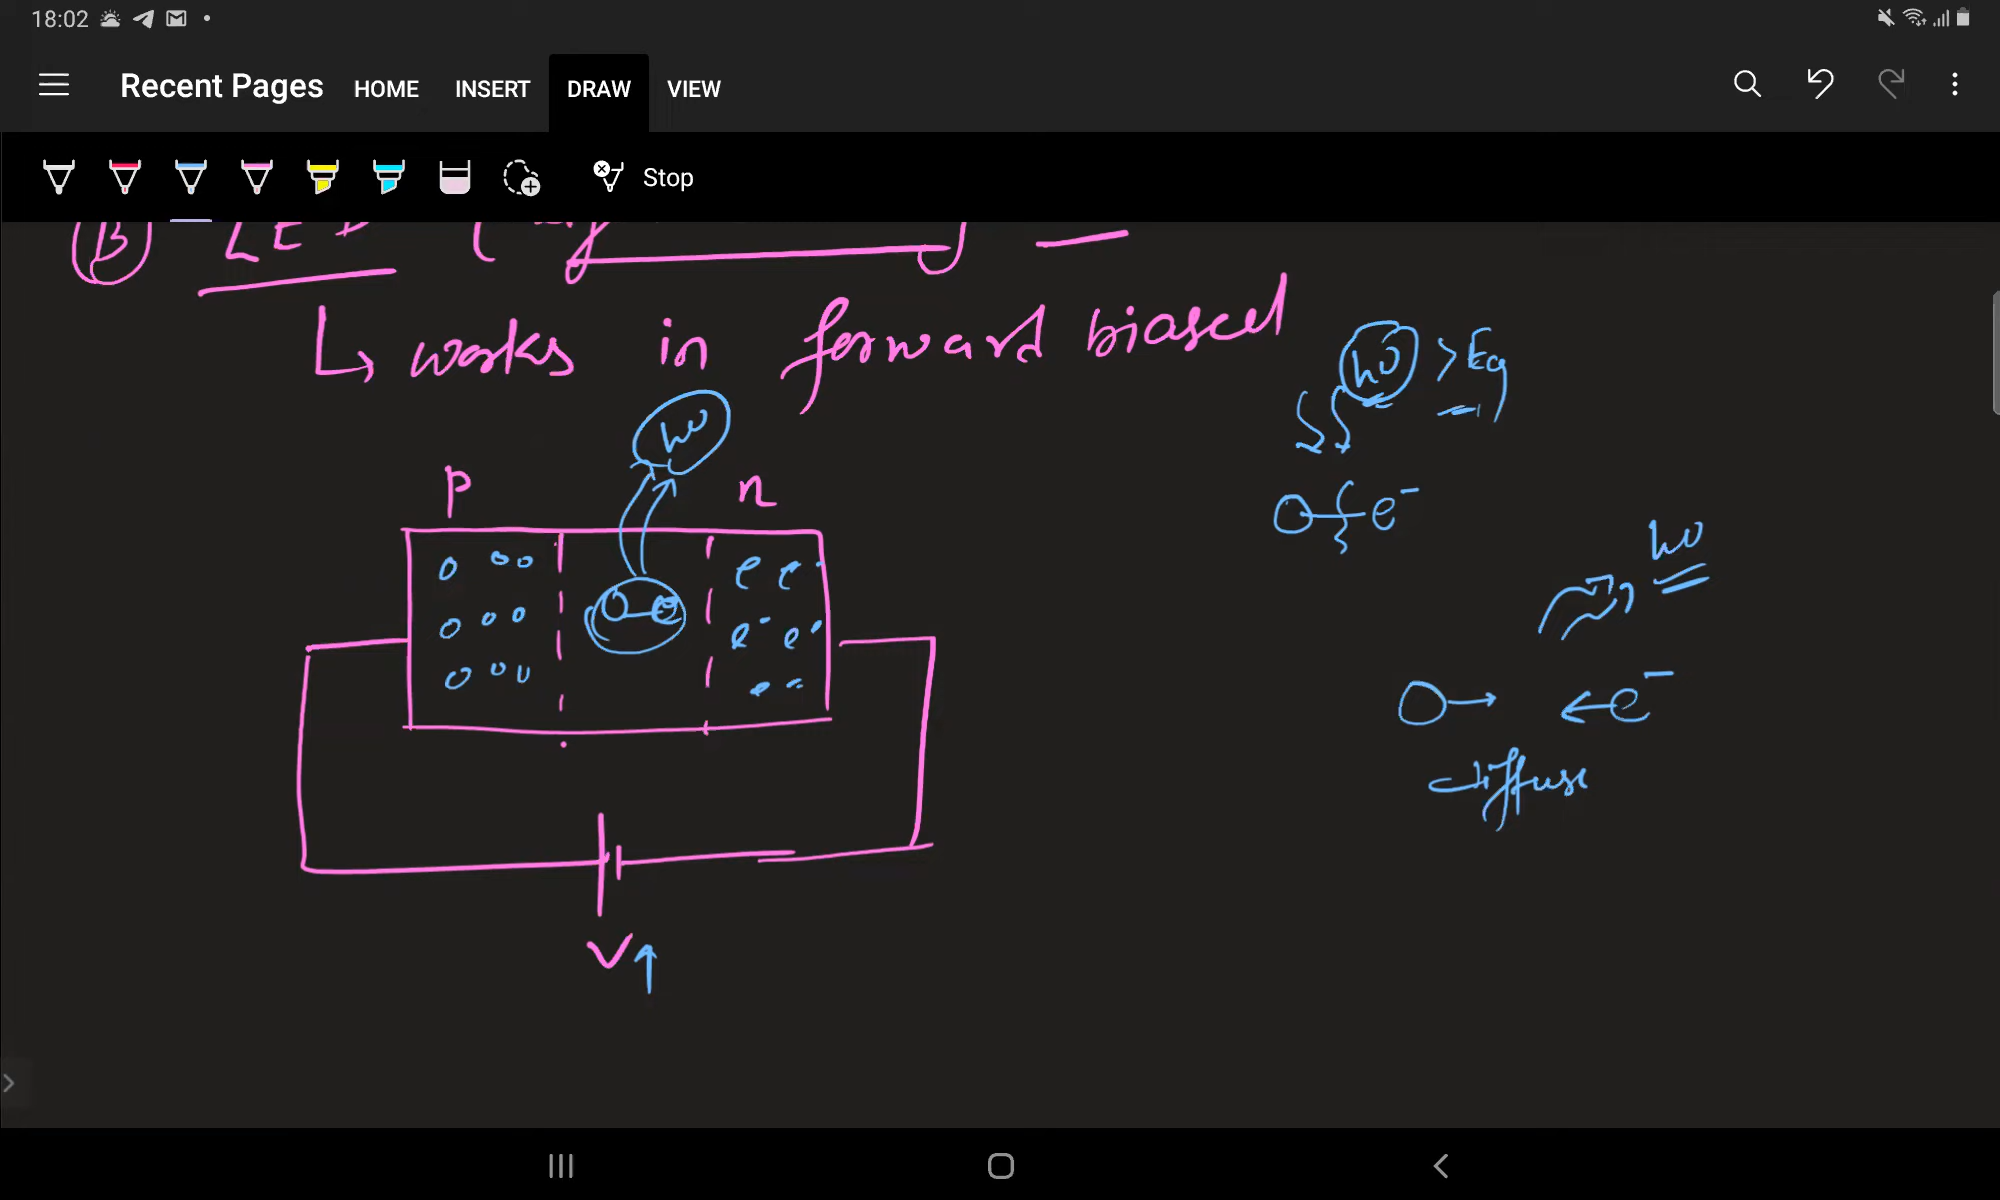 18:02
Recent Pages HOME INSERT DRAW VIEW
Stop
B LED (
↳ works in forward biased
hν > Eg
hν
p n
o—e⁻
hν
o o o e e
o o o o—e e⁻ e
o o o e
o→ ←e⁻
diffuse
V↑